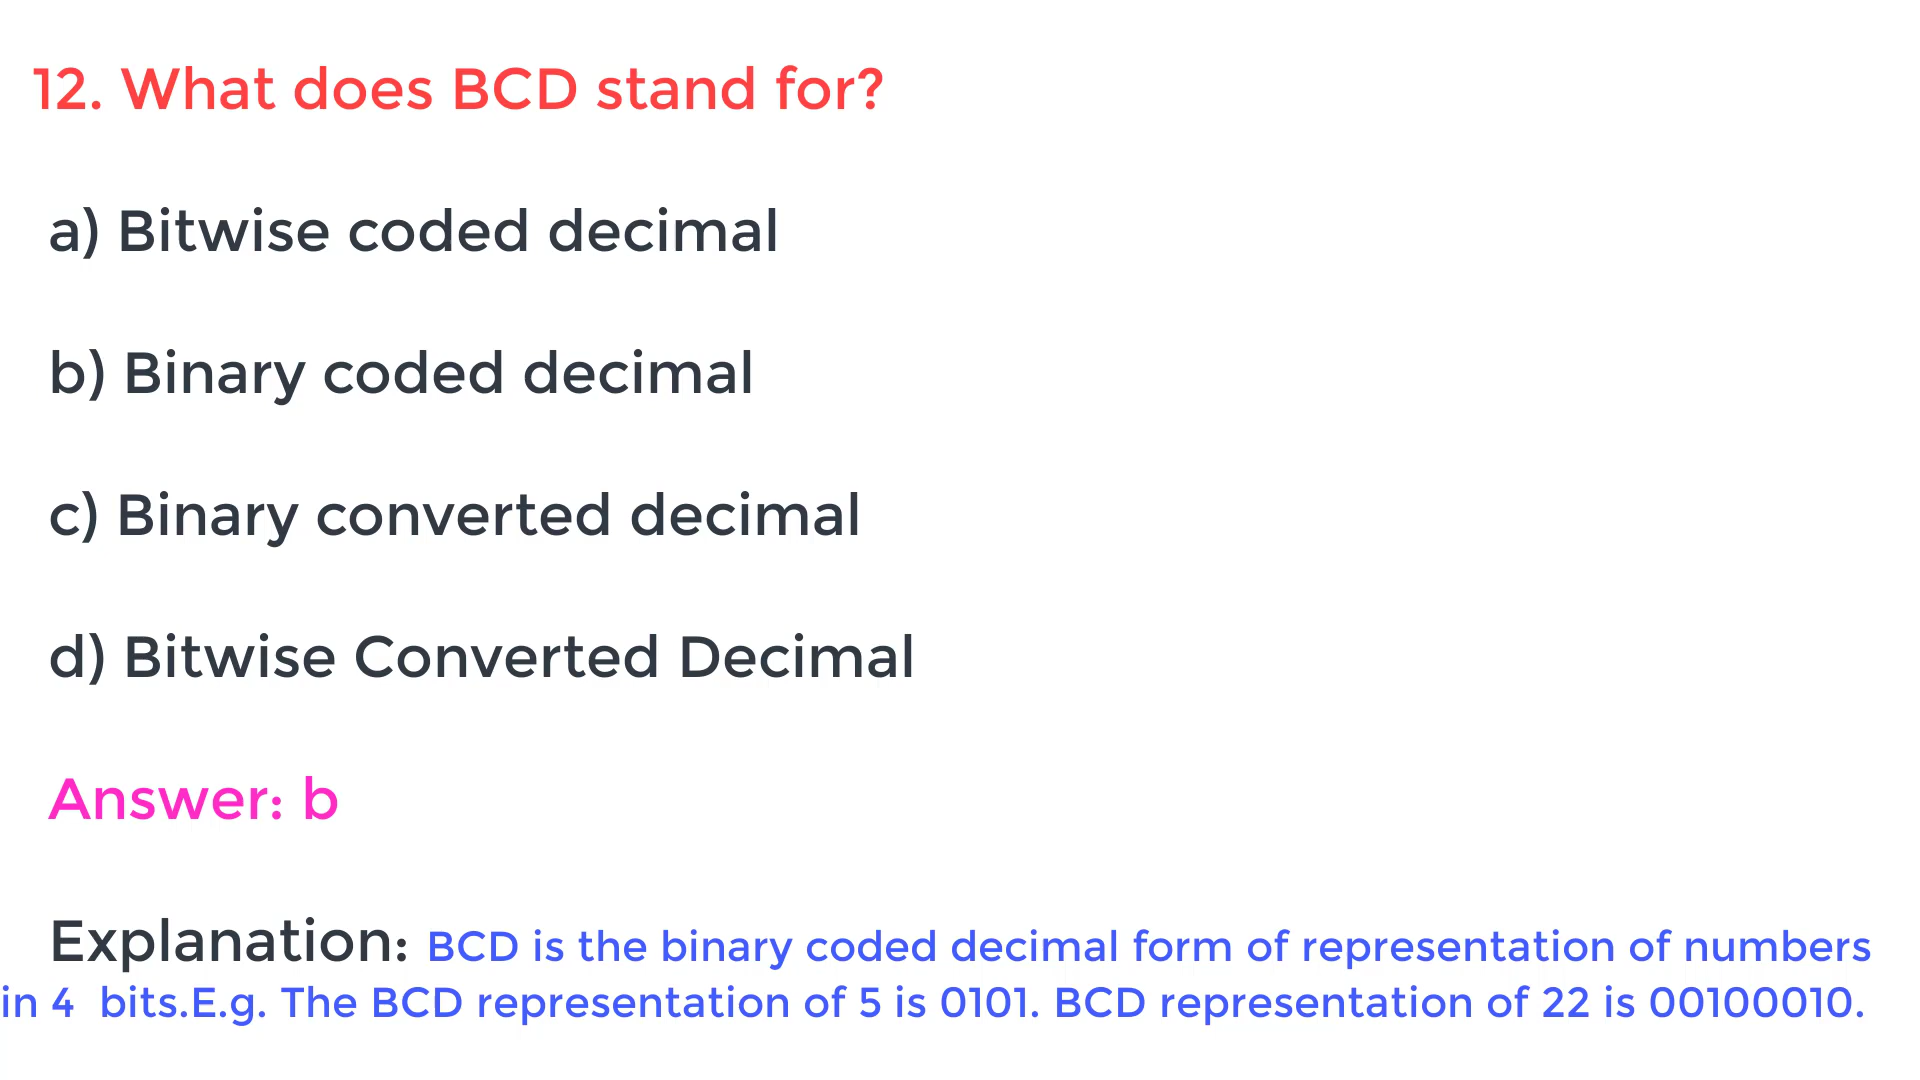 12. What does BCD stand for?
a) Bitwise coded decimal
b) Binary coded decimal
c) Binary converted decimal
d) Bitwise Converted Decimal
Answer: b
Explanation: BCD is the binary coded decimal form of representation of numbers
in 4  bits.E.g. The BCD representation of 5 is 0101. BCD representation of 22 is 00100010.